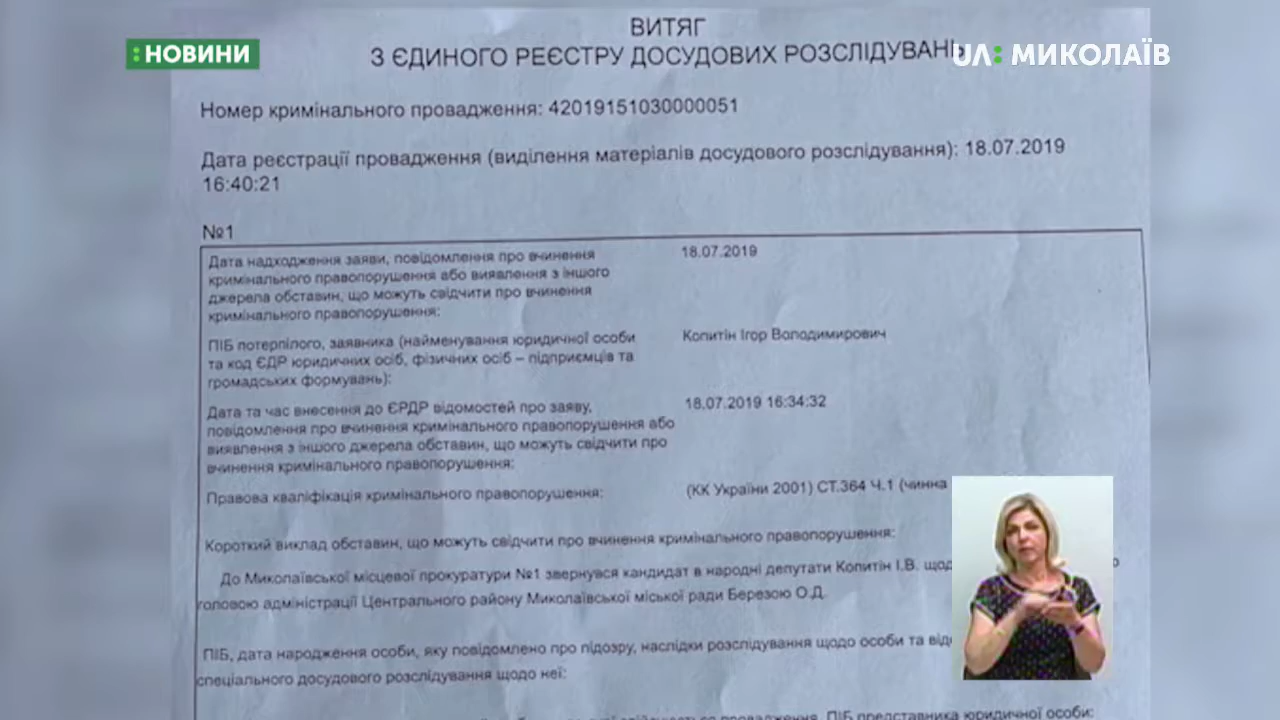 :НОВИНИ
UA: МИКОЛАЇВ
ВИТЯГ
З ЄДИНОГО РЕЄСТРУ ДОСУДОВИХ РОЗСЛІДУВАНЬ
Номер кримінального провадження: 42019151030000051
Дата реєстрації провадження (виділення матеріалів досудового розслідування): 18.07.2019
16:40:21
№1
Дата надходження заяви, повідомлення про вчинення
кримінального правопорушення або виявлення з іншого
джерела обставин, що можуть свідчити про вчинення
кримінального правопорушення:
18.07.2019
ПІБ потерпілого, заявника (найменування юридичної особи
та код ЄДР юридичних осіб, фізичних осіб – підприємців та
громадських формувань):
Копитін Ігор Володимирович
Дата та час внесення до ЄРДР відомостей про заяву,
повідомлення про вчинення кримінального правопорушення або
виявлення з іншого джерела обставин, що можуть свідчити про
вчинення кримінального правопорушення:
18.07.2019 16:34:32
Правова кваліфікація кримінального правопорушення:
(КК України 2001) СТ.364 Ч.1 (чинна
Короткий виклад обставин, що можуть свідчити про вчинення кримінального правопорушення:
До Миколаївської місцевої прокуратури №1 звернувся кандидат в народні депутати Копитін І.В.
головою адміністрації Центрального району Миколаївської міської ради Березою О.Д.
ПІБ, дата народження особи, яку повідомлено про підозру, наслідки розслідування щодо особи та
спеціального досудового розслідування щодо неї:
провадження, ПІБ представника юридичної особи: